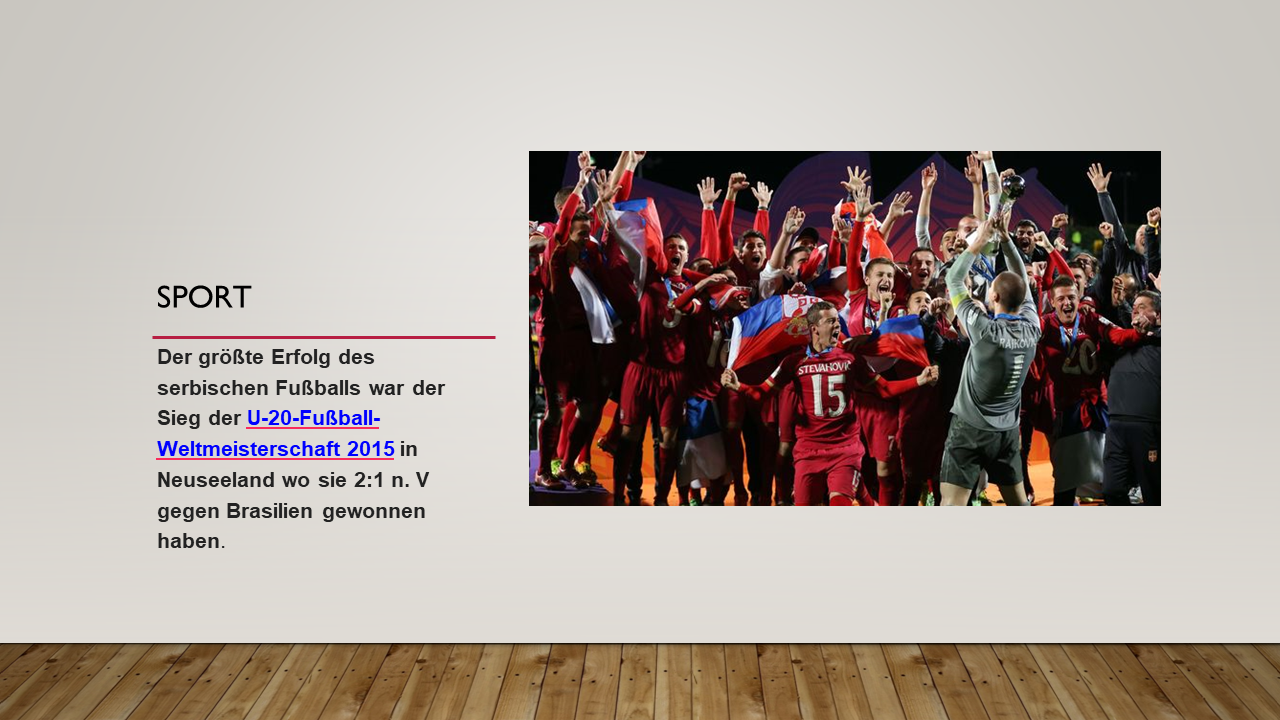 SPORT
Der größte Erfolg des
serbischen Fußballs war der
Sieg der U-20-Fußball-
Weltmeisterschaft 2015 in
Neuseeland wo sie 2:1 n. V
gegen Brasilien gewonnen
haben.
STEVANOVIĆ
15
RAJKOVIĆ
1
20